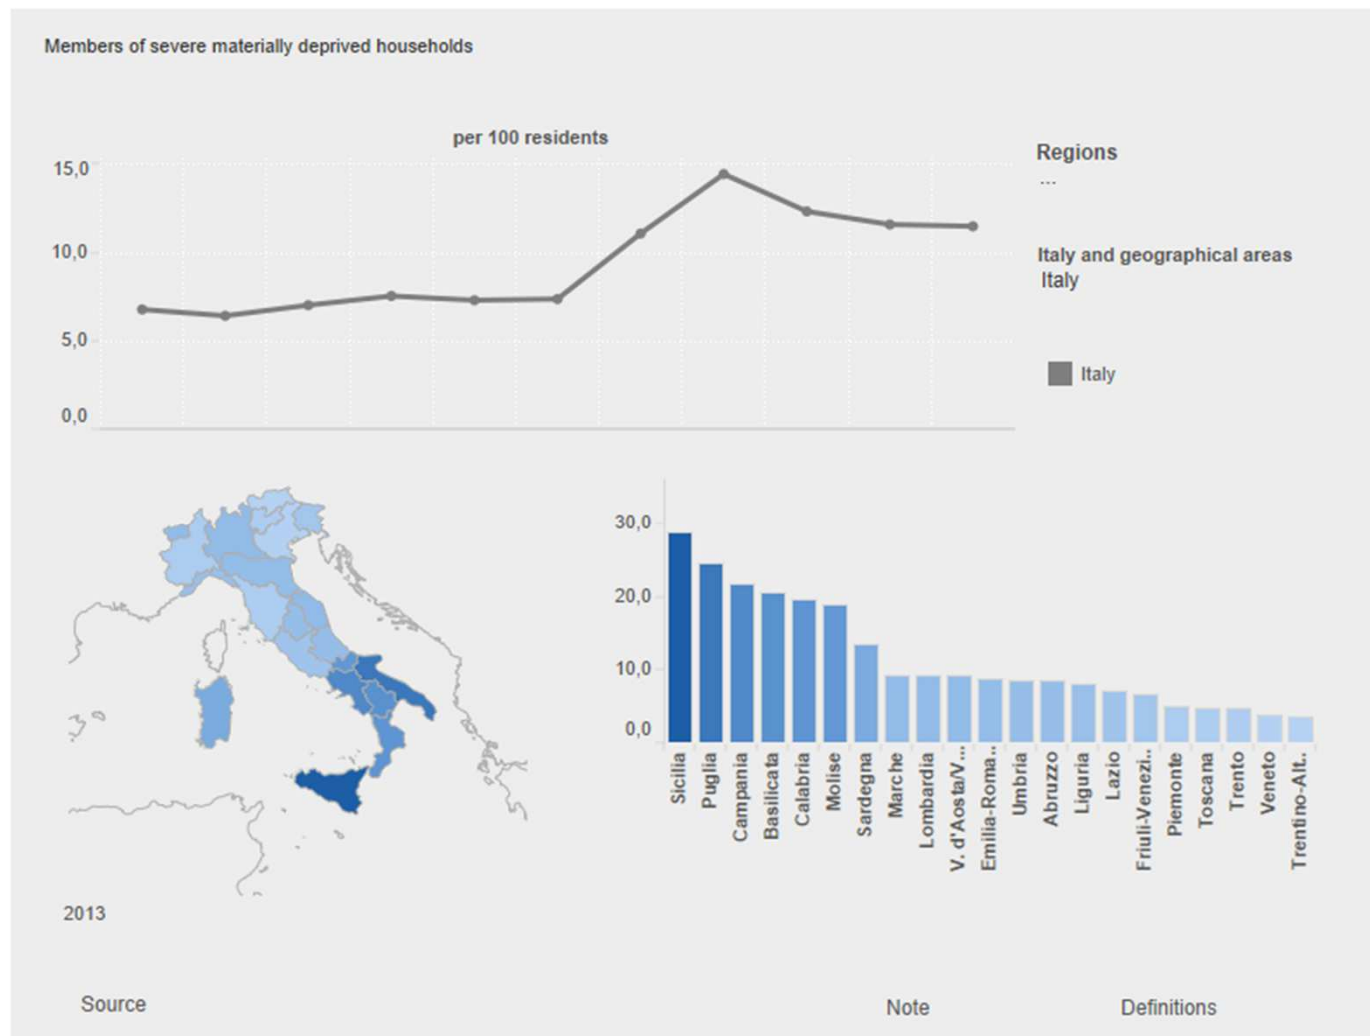 Members of severe materially deprived households
per 100 residents
15,0
10,0
5,0
0,0
Regions
...
Italy and geographical areas
Italy
Italy
30,0
20,0
10,0
0,0
Sicilia
Puglia
Campania
Basilicata
Calabria
Molise
Sardegna
Marche
Lombardia
V. d'Aosta/V...
Emilia-Roma..
Umbria
Abruzzo
Liguria
Lazio
Friuli-Venezi..
Piemonte
Toscana
Trento
Veneto
Trentino-Alt..
2013
Source
Note
Definitions